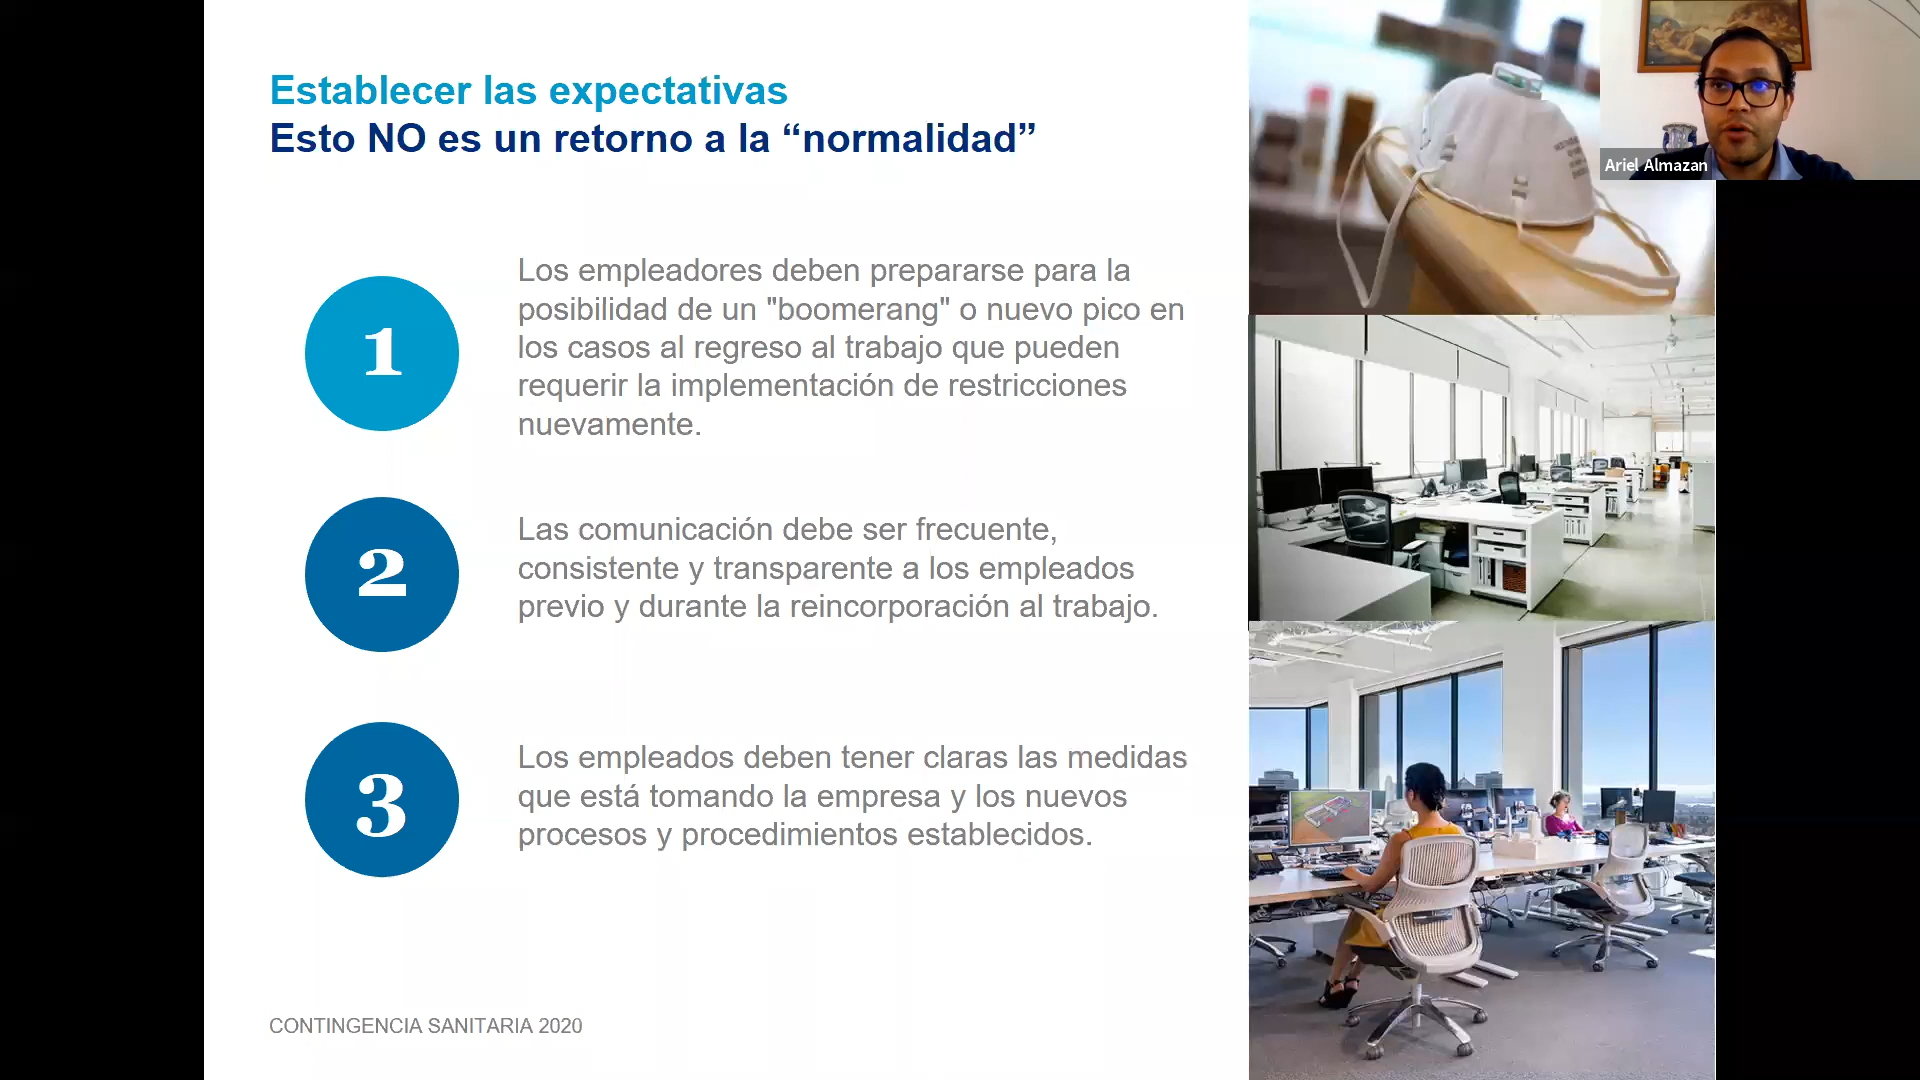 Establecer las expectativas
Esto NO es un retorno a la “normalidad”
1
Los empleadores deben prepararse para la
posibilidad de un "boomerang" o nuevo pico en
los casos al regreso al trabajo que pueden
requerir la implementación de restricciones
nuevamente.
2
Las comunicación debe ser frecuente,
consistente y transparente a los empleados
previo y durante la reincorporación al trabajo.
3
Los empleados deben tener claras las medidas
que está tomando la empresa y los nuevos
procesos y procedimientos establecidos.
CONTINGENCIA SANITARIA 2020
Ariel Almazan